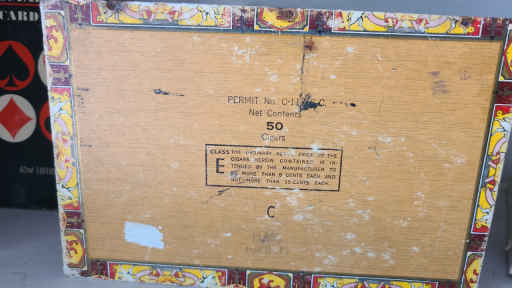 CARD
PERMIT No.
Net Contents
50
Cigars
CLASS E
THE ORDINARY RETAIL PRICE OF THE
CIGARS HEREIN CONTAINED IS IN-
TENDED BY THE MANUFACTURER TO
BE MORE THAN 8 CENTS EACH AND
NOT MORE THAN 15 CENTS EACH.
C